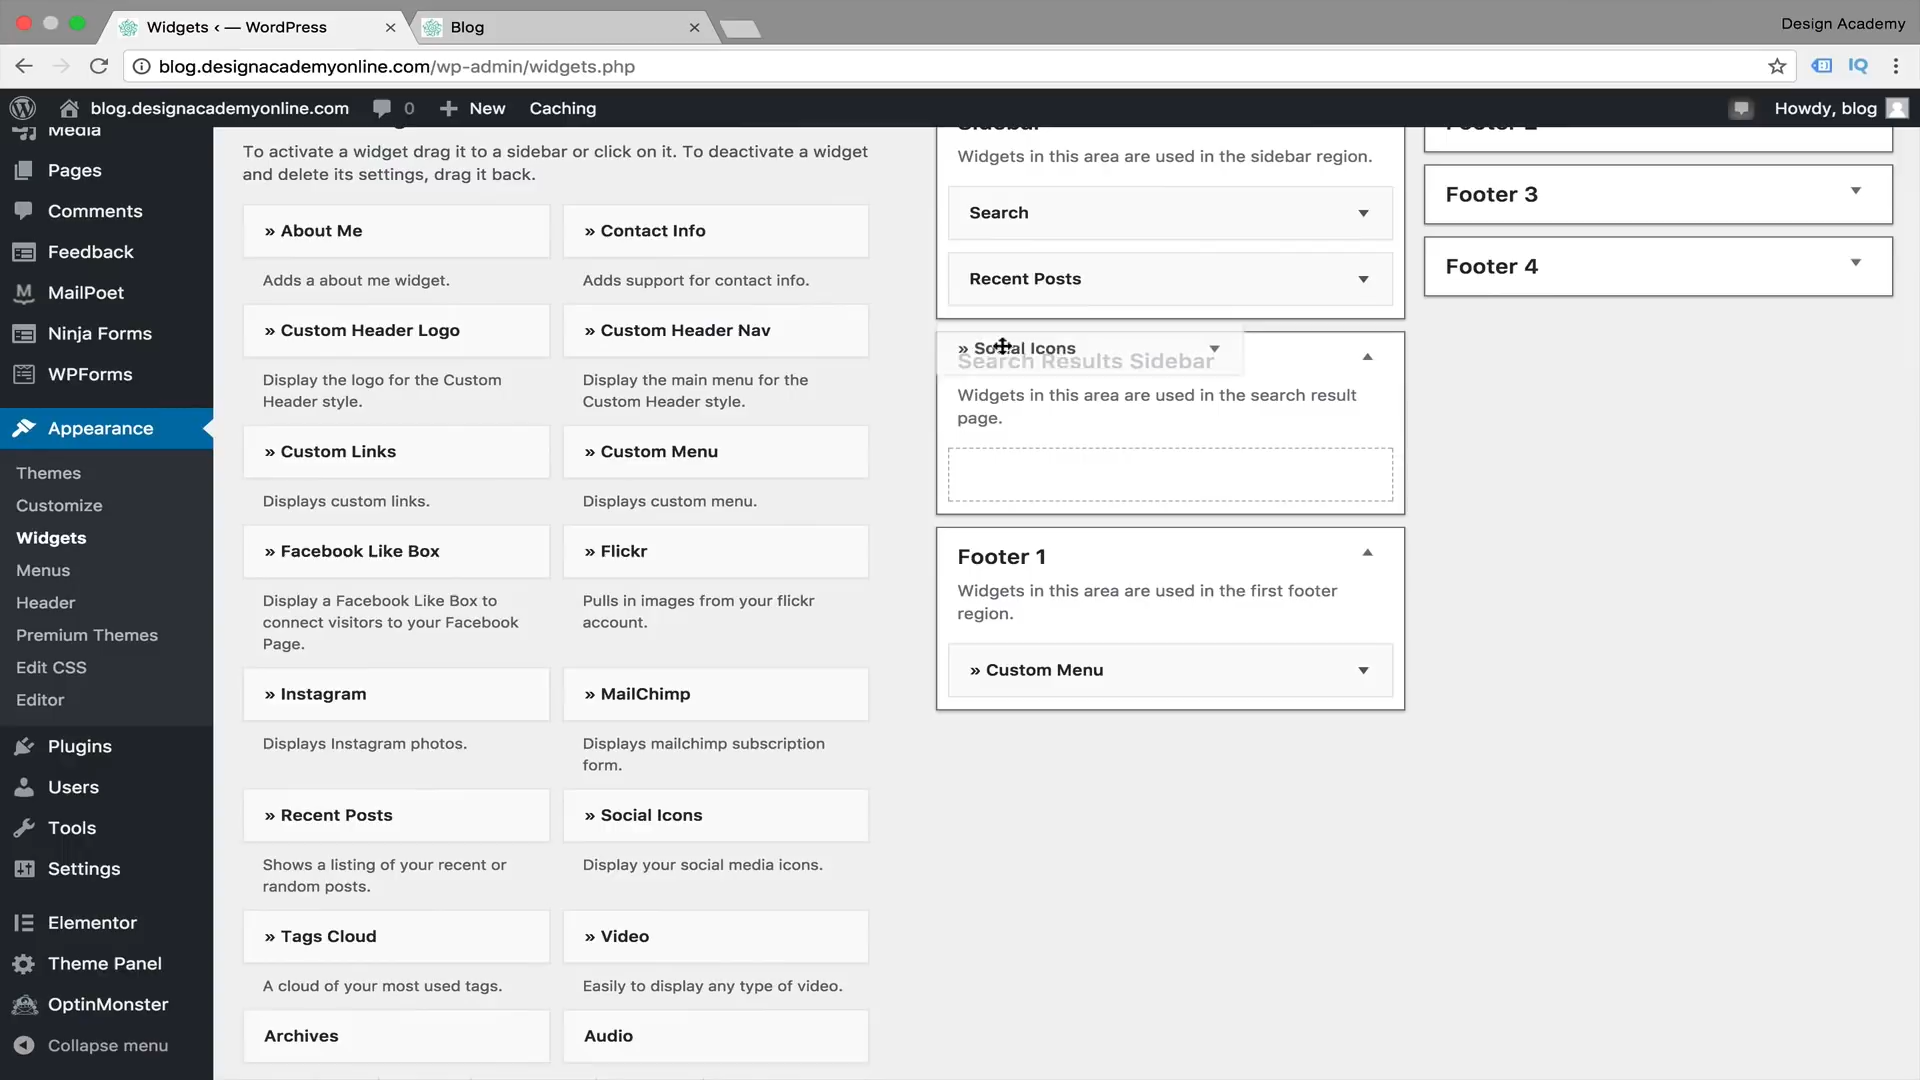 Widgets ‹ — WordPress
Blog
Design Academy
blog.designacademyonline.com/wp-admin/widgets.php
IQ
blog.designacademyonline.com
0
New
Caching
Howdy, blog
Media
Pages
Comments
Feedback
MailPoet
Ninja Forms
WPForms
Appearance
Themes
Customize
Widgets
Menus
Header
Premium Themes
Edit CSS
Editor
Plugins
Users
Tools
Settings
Elementor
Theme Panel
OptinMonster
Collapse menu
To activate a widget drag it to a sidebar or click on it. To deactivate a widget
and delete its settings, drag it back.
» About Me
Adds a about me widget.
» Contact Info
Adds support for contact info.
» Custom Header Logo
Display the logo for the Custom
Header style.
» Custom Header Nav
Display the main menu for the
Custom Header style.
» Custom Links
Displays custom links.
» Custom Menu
Displays custom menu.
» Facebook Like Box
Display a Facebook Like Box to
connect visitors to your Facebook
Page.
» Flickr
Pulls in images from your flickr
account.
» Instagram
Displays Instagram photos.
» MailChimp
Displays mailchimp subscription
form.
» Recent Posts
Shows a listing of your recent or
random posts.
» Social Icons
Display your social media icons.
» Tags Cloud
A cloud of your most used tags.
» Video
Easily to display any type of video.
Archives
Audio
Sidebar
Widgets in this area are used in the sidebar region.
Search
Recent Posts
» Social Icons
Search Results Sidebar
Widgets in this area are used in the search result
page.
Footer 1
Widgets in this area are used in the first footer
region.
» Custom Menu
Footer 2
Footer 3
Footer 4